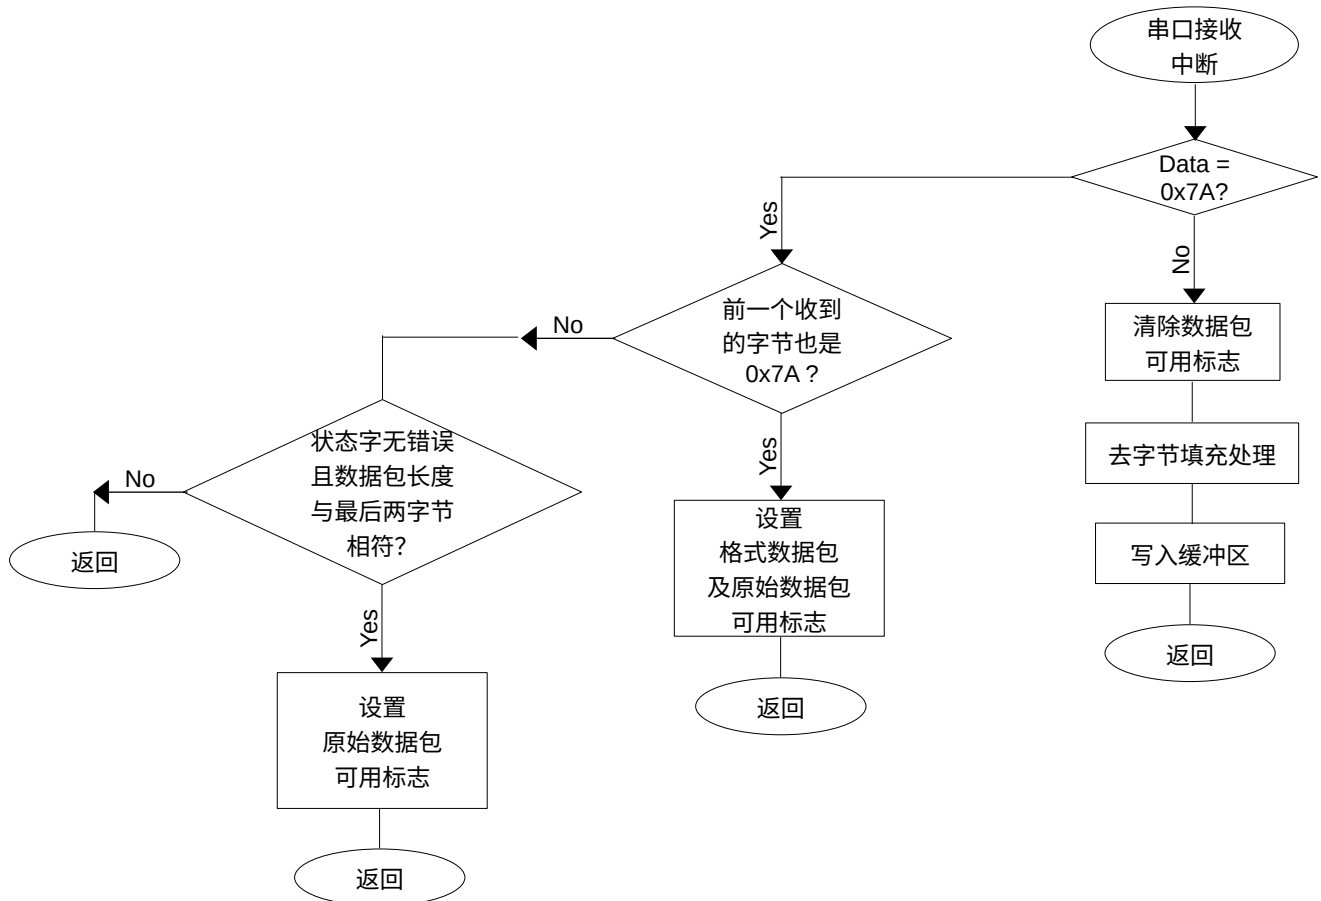 串口接收
中断
Data =
0x7A?
Yes
No
前一个收到
的字节也是
0x7A ?
清除数据包
可用标志
No
Yes
去字节填充处理
状态字无错误
且数据包长度
与最后两字节
相符?
No
返回
设置
格式数据包
及原始数据包
可用标志
写入缓冲区
返回
Yes
返回
设置
原始数据包
可用标志
返回